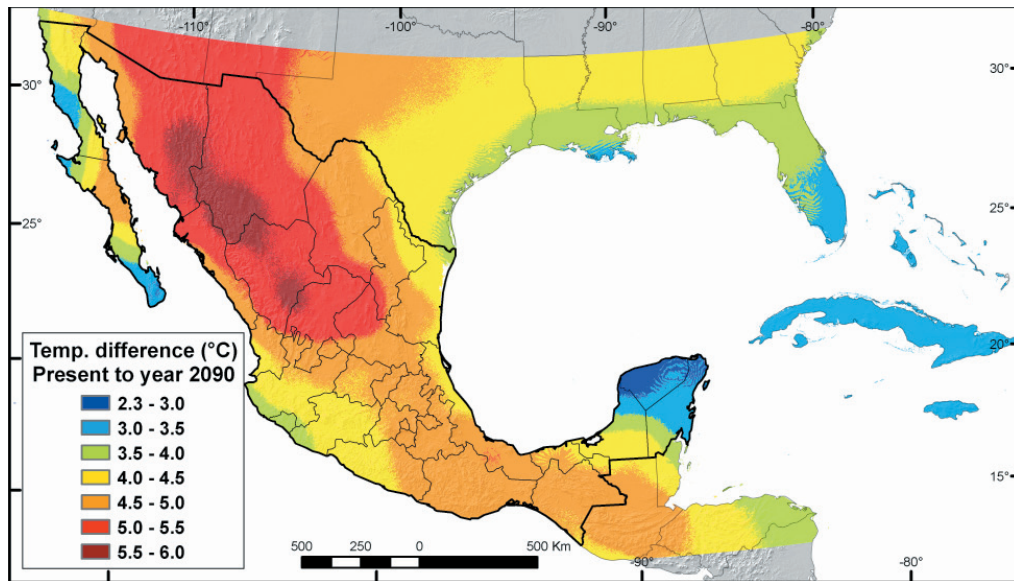 -110° -100° -90° -80°
30° 30°
25° 25°
20°
15°
-90° -80°
Temp. difference (°C)
Present to year 2090
2.3 - 3.0
3.0 - 3.5
3.5 - 4.0
4.0 - 4.5
4.5 - 5.0
5.0 - 5.5
5.5 - 6.0
500 250 0 500 Km